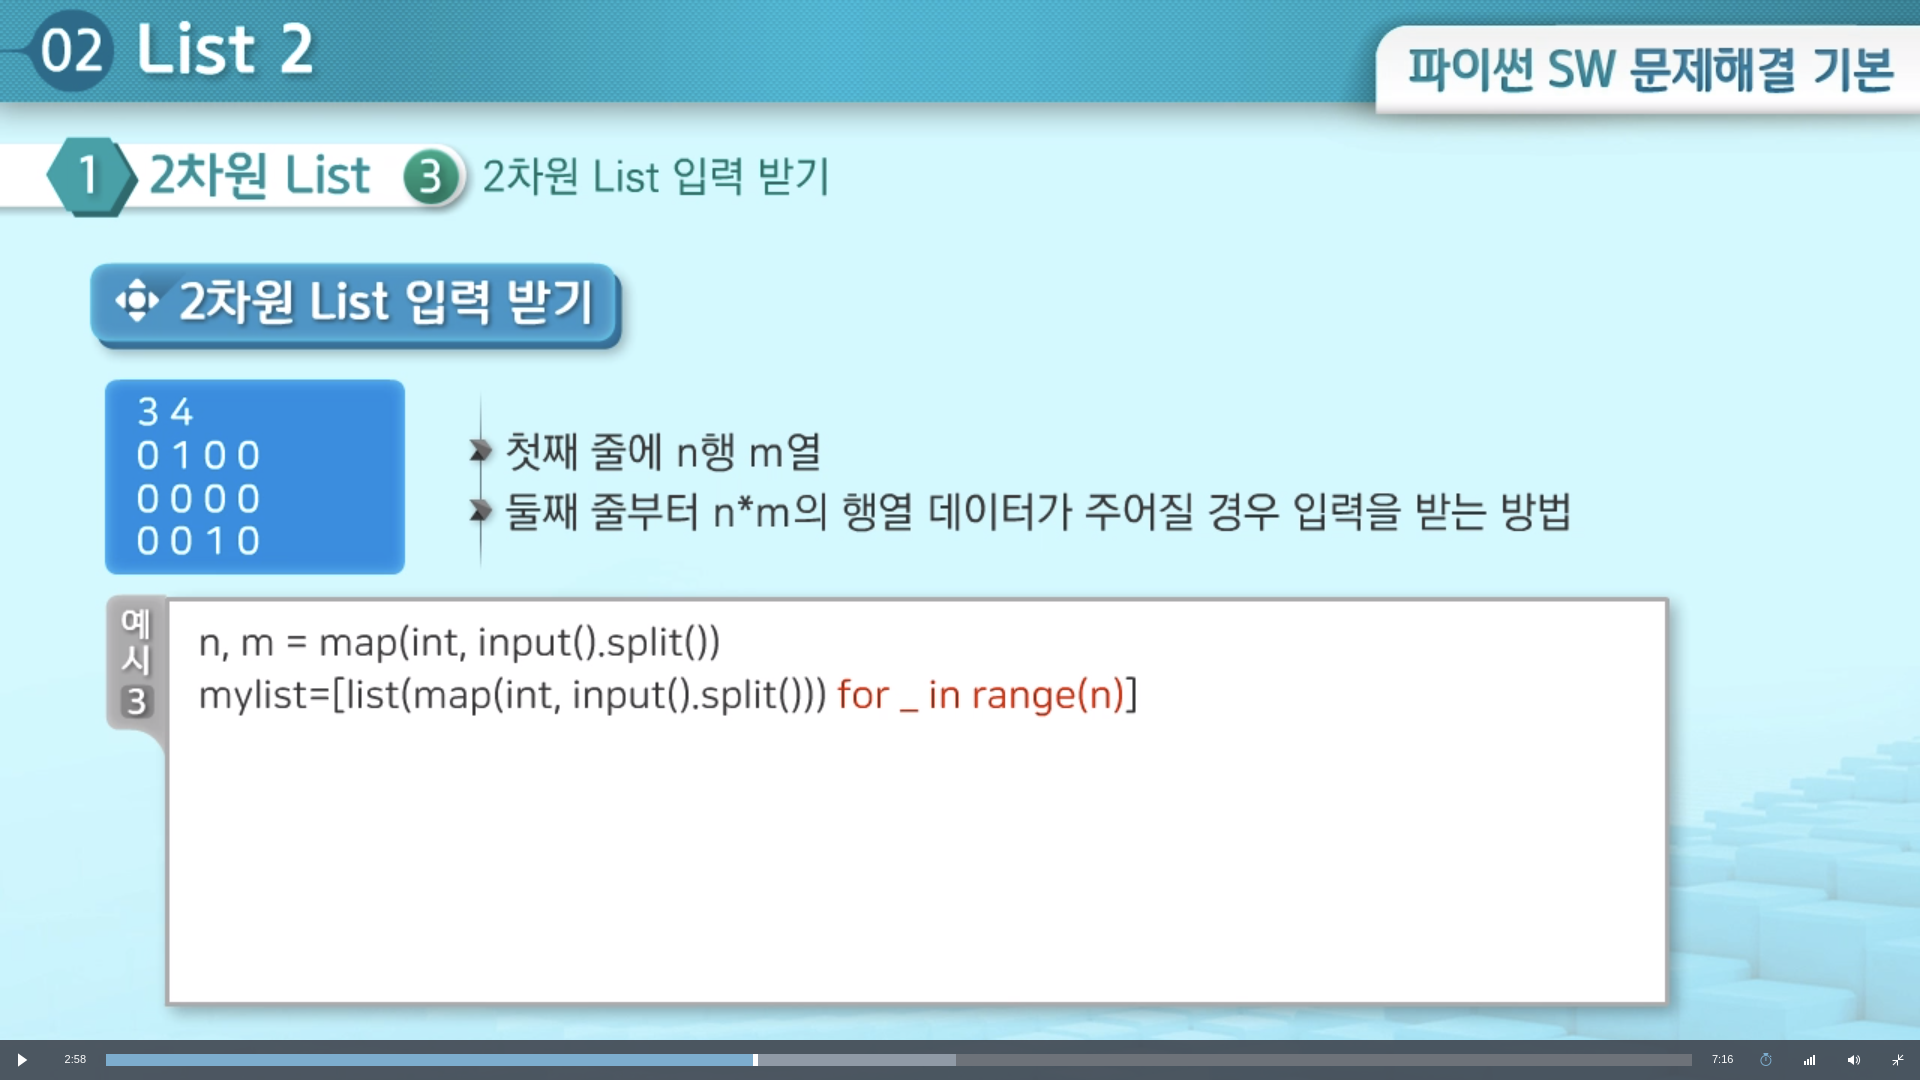 02 List 2
파이썬 SW 문제해결 기본
1 2차원 List 3 2차원 List 입력 받기
2차원 List 입력 받기
3 4
0 1 0 0
0 0 0 0
0 0 1 0
첫째 줄에 n행 m열
둘째 줄부터 n*m의 행열 데이터가 주어질 경우 입력을 받는 방법
예시 3
n, m = map(int, input().split())
mylist=[list(map(int, input().split())) for _ in range(n)]
2:58
7:16